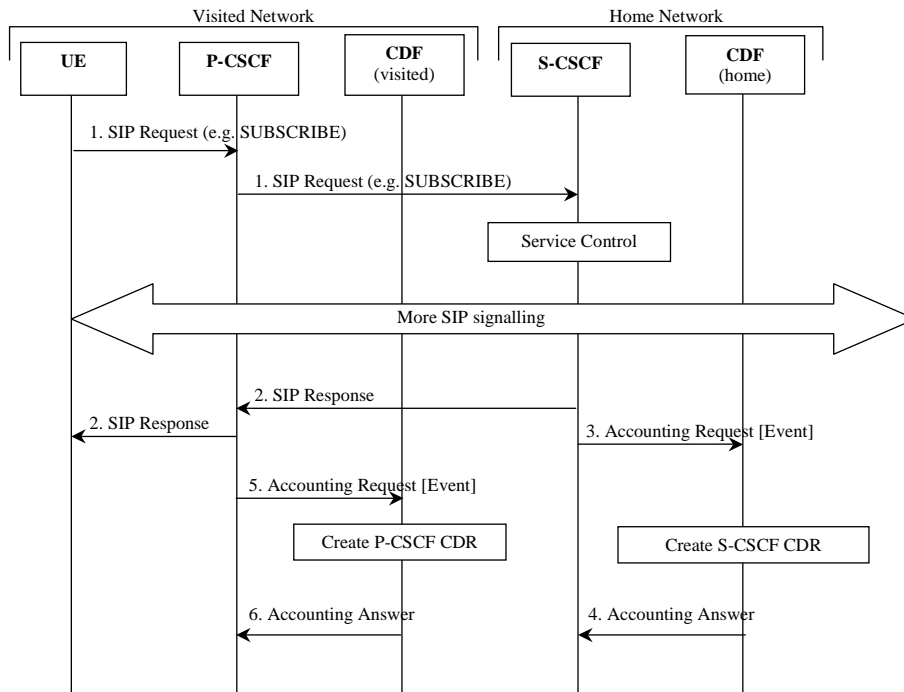 Visited Network
Home Network
UE
P-CSCF
CDF
(visited)
S-CSCF
CDF
(home)
1. SIP Request (e.g. SUBSCRIBE)
1. SIP Request (e.g. SUBSCRIBE)
Service Control
More SIP signalling
2. SIP Response
2. SIP Response
3. Accounting Request [Event]
5. Accounting Request [Event]
Create P-CSCF CDR
Create S-CSCF CDR
6. Accounting Answer
4. Accounting Answer